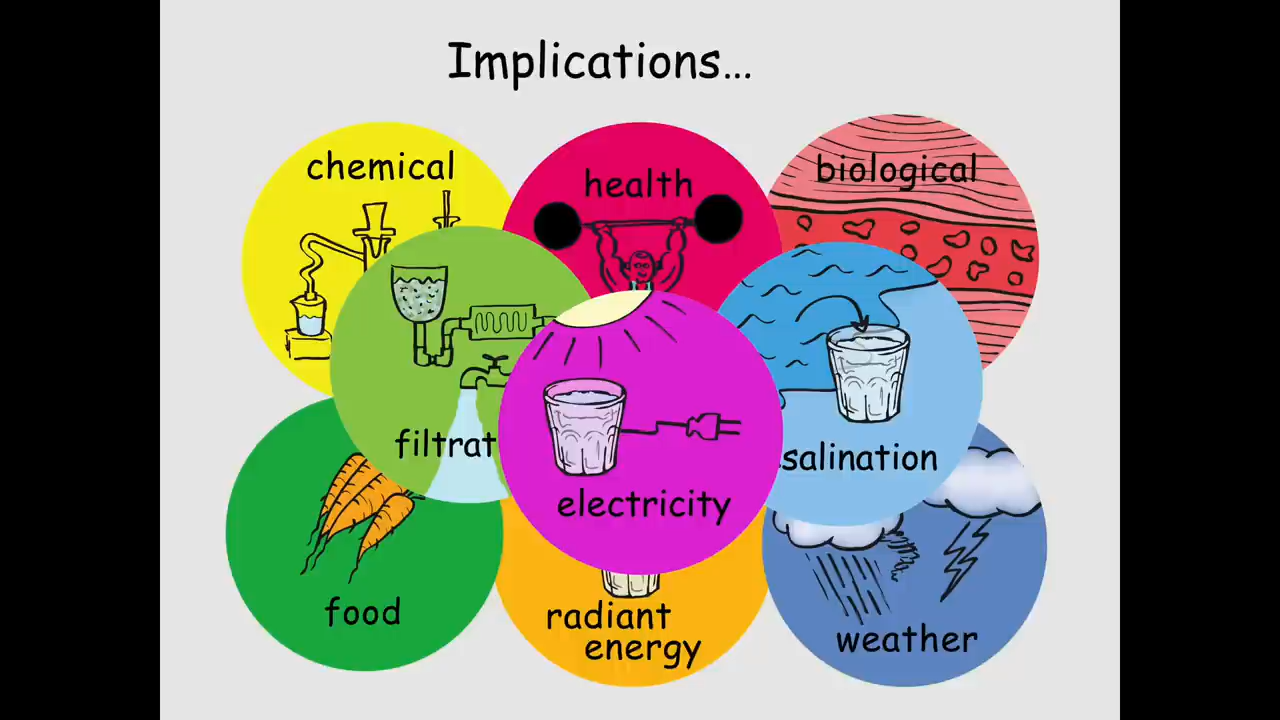 Implications...
chemical
health
biological
filtrat
salination
electricity
food
radiant
energy
weather